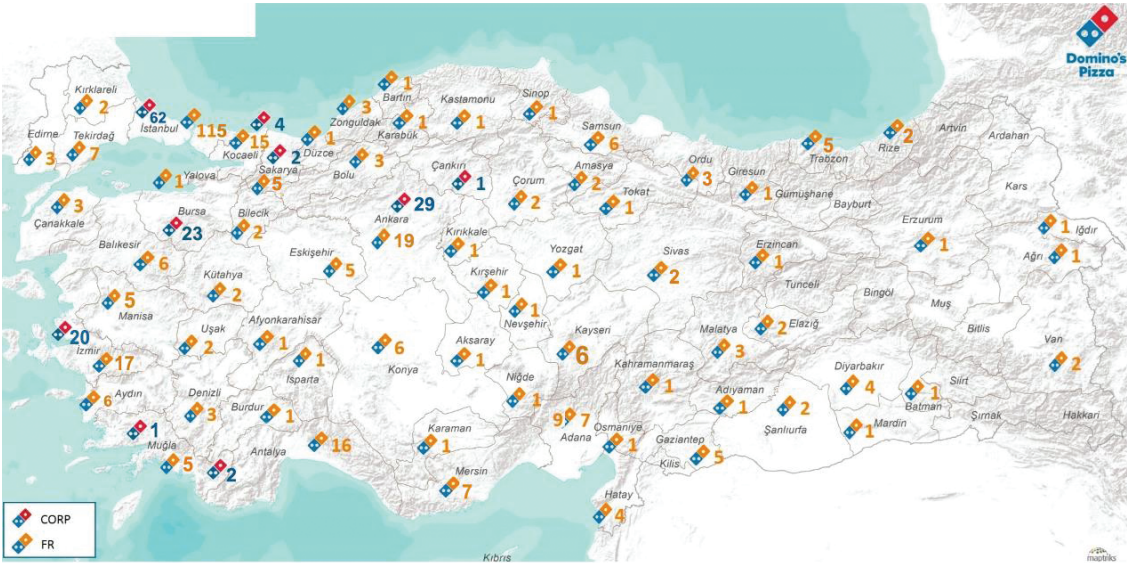 Domino's
Pizza
Kırklareli
2
62
İstanbul
115
4
15
Kocaeli
2
Sakarya
5
Edirne
3
Tekirdağ
7
1
Yalova
1
Düzce
3
Zonguldak
1
Bartın
1
Karabük
Kastamonu
1
Sinop
1
Samsun
6
3
Bolu
Çankırı
1
Çorum
2
Amasya
2
Tokat
1
Ordu
3
Giresun
1
Gümüşhane
Bayburt
5
Trabzon
2
Rize
Artvin
Ardahan
Kars
3
Çanakkale
Bursa
23
Bilecik
2
29
Ankara
19
Kırıkkale
1
Balıkesir
6
Eskişehir
5
Kütahya
2
Kırşehir
1
1
Nevşehir
Yozgat
1
Sivas
2
Erzincan
1
Erzurum
1
1
Iğdır
Ağrı
1
Tunceli
Bingöl
Muş
Bitlis
5
Manisa
20
İzmir
17
Uşak
2
Afyonkarahisar
1
1
Isparta
6
Konya
Aksaray
1
Kayseri
6
Niğde
1
Kahramanmaraş
1
Malatya
3
2
Elazığ
Adıyaman
1
Diyarbakır
4
1
Batman
Siirt
Van
2
Şırnak
Hakkari
Mardin
1
2
Şanlıurfa
Aydın
6
Denizli
3
Burdur
1
Muğla
1
5
2
Antalya
16
Karaman
1
Mersin
7
9
7
Adana
Osmaniye
1
Gaziantep
5
Kilis
Hatay
4
CORP
FR
Kıbrıs
maptriks